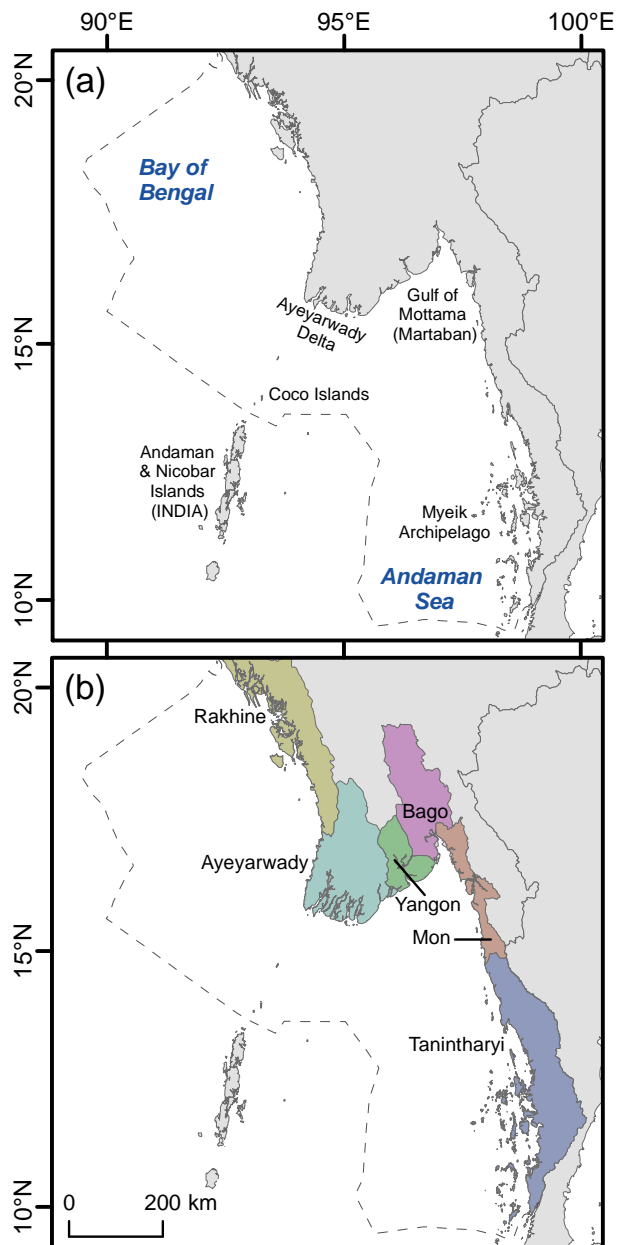 90°E
95°E
100°E
(a)
20°N
Bay of
Bengal
Gulf of
Mottama
(Martaban)
Ayeyarwady
Delta
15°N
Coco Islands
Andaman
& Nicobar
Islands
(INDIA)
Myeik
Archipelago
Andaman
Sea
10°N
(b)
20°N
Rakhine
Bago
Ayeyarwady
Yangon
Mon
15°N
Tanintharyi
0
200 km
10°N